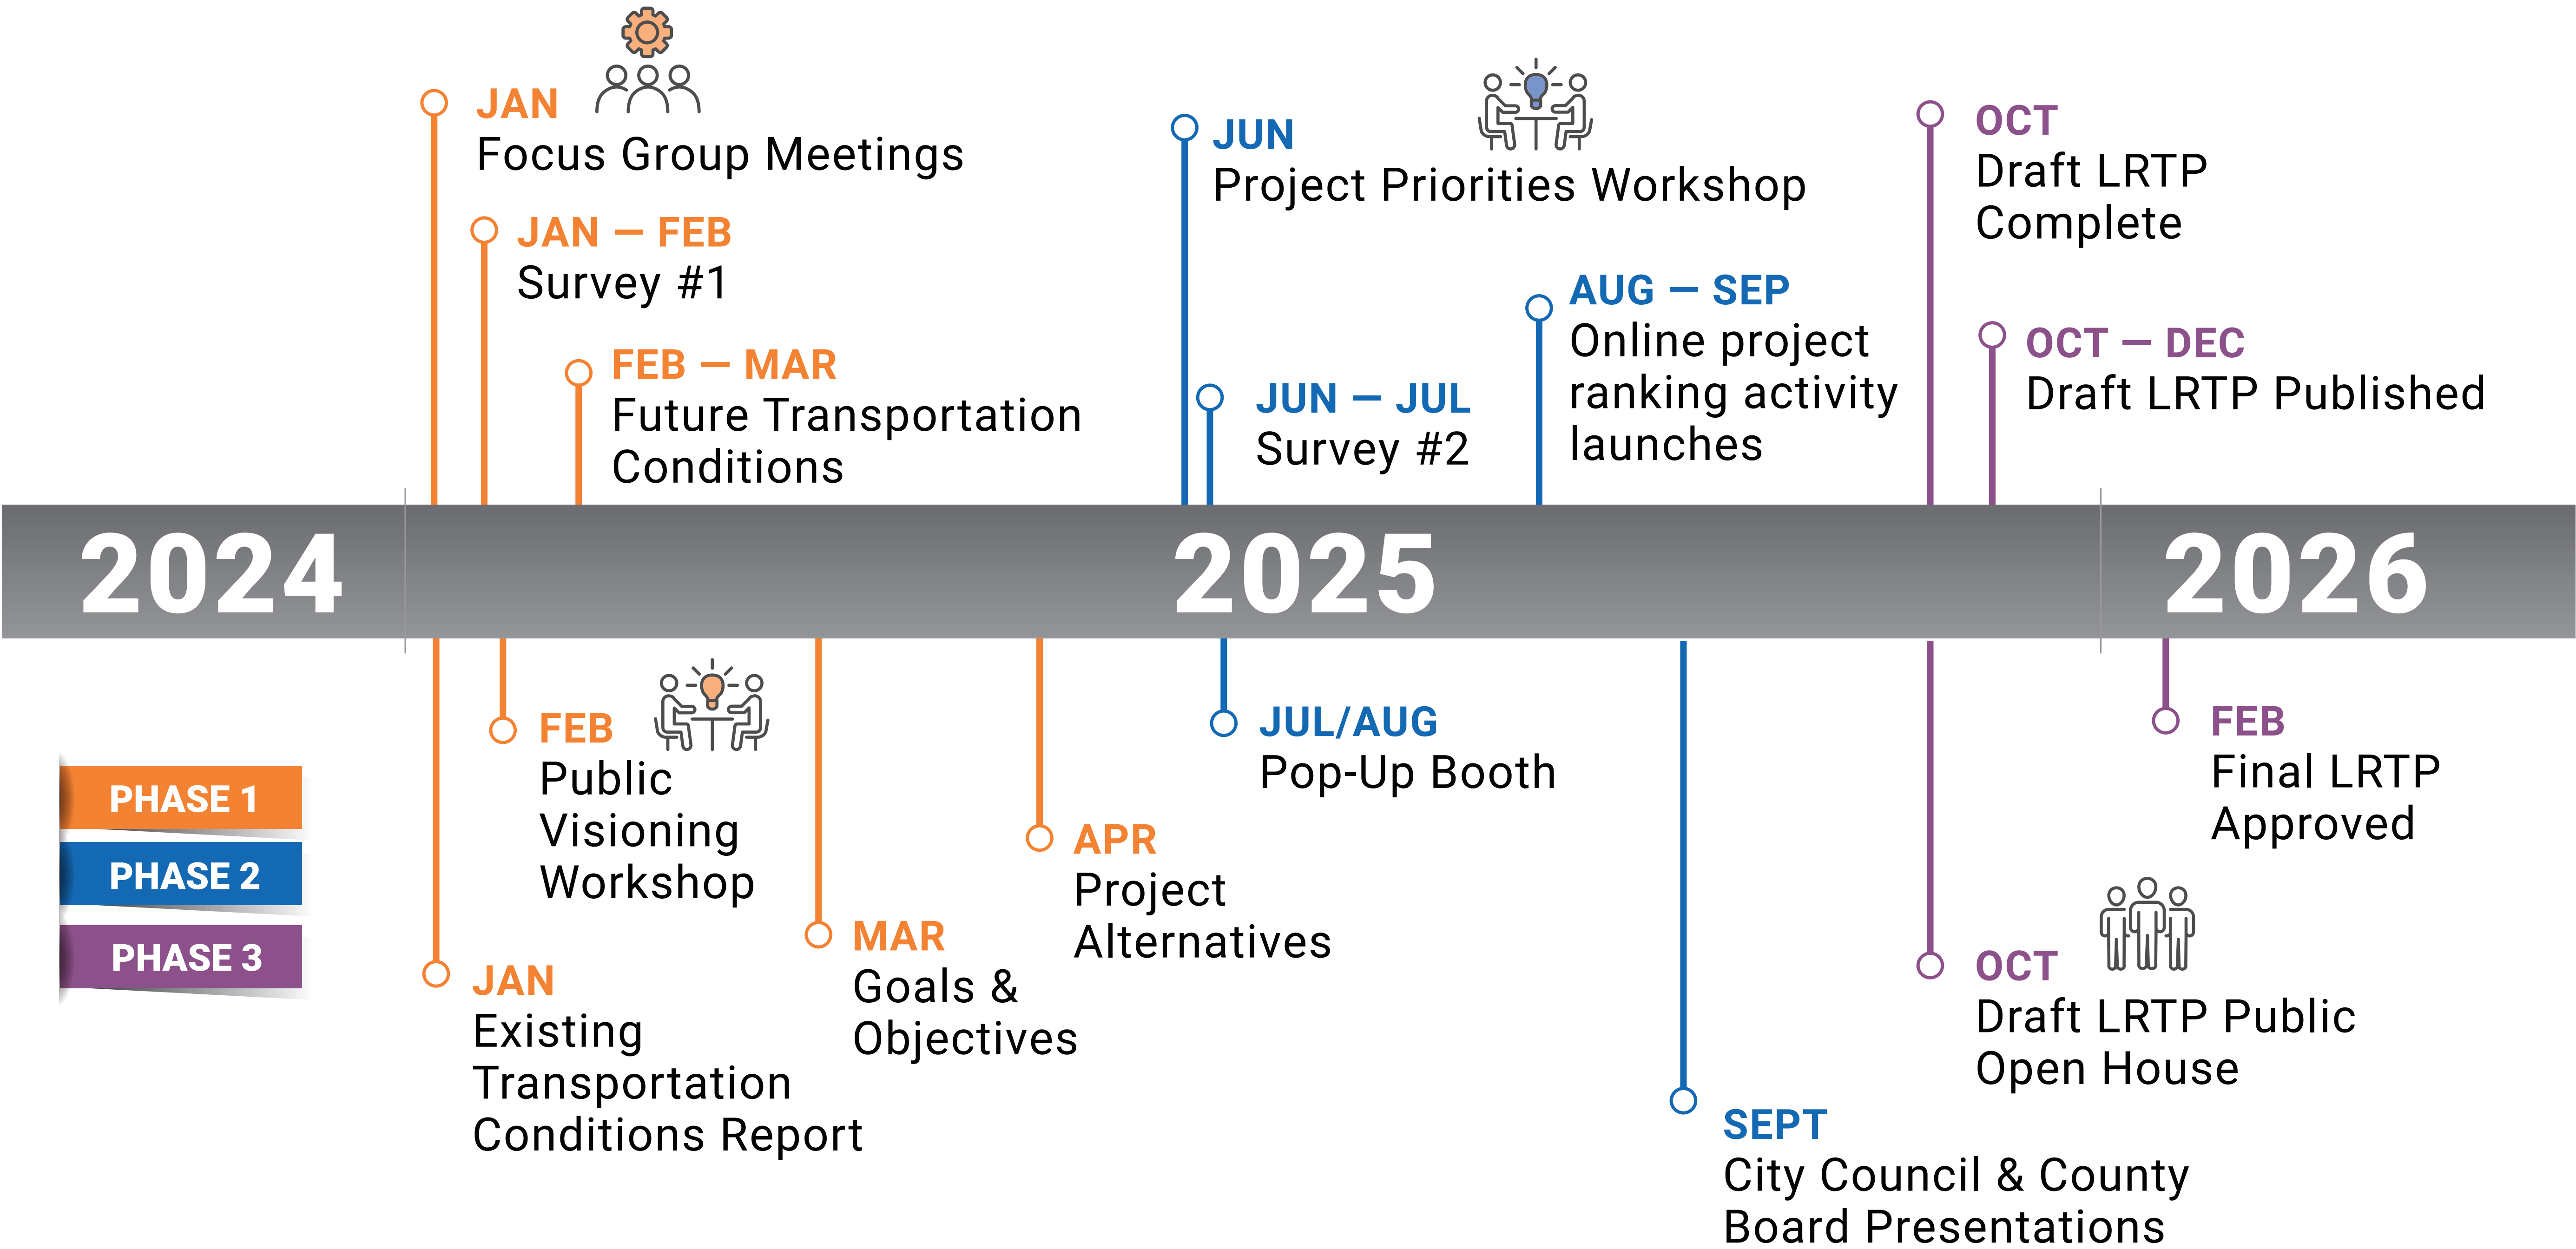 JAN
Focus Group Meetings
JAN — FEB
Survey #1
FEB — MAR
Future Transportation
Conditions
JUN
Project Priorities Workshop
JUN — JUL
Survey #2
AUG — SEP
Online project
ranking activity
launches
OCT
Draft LRTP
Complete
OCT — DEC
Draft LRTP Published
2024
2025
2026
PHASE 1
PHASE 2
PHASE 3
JAN
Existing
Transportation
Conditions Report
FEB
Public
Visioning
Workshop
MAR
Goals &
Objectives
APR
Project
Alternatives
JUL/AUG
Pop-Up Booth
SEPT
City Council & County
Board Presentations
OCT
Draft LRTP Public
Open House
FEB
Final LRTP
Approved